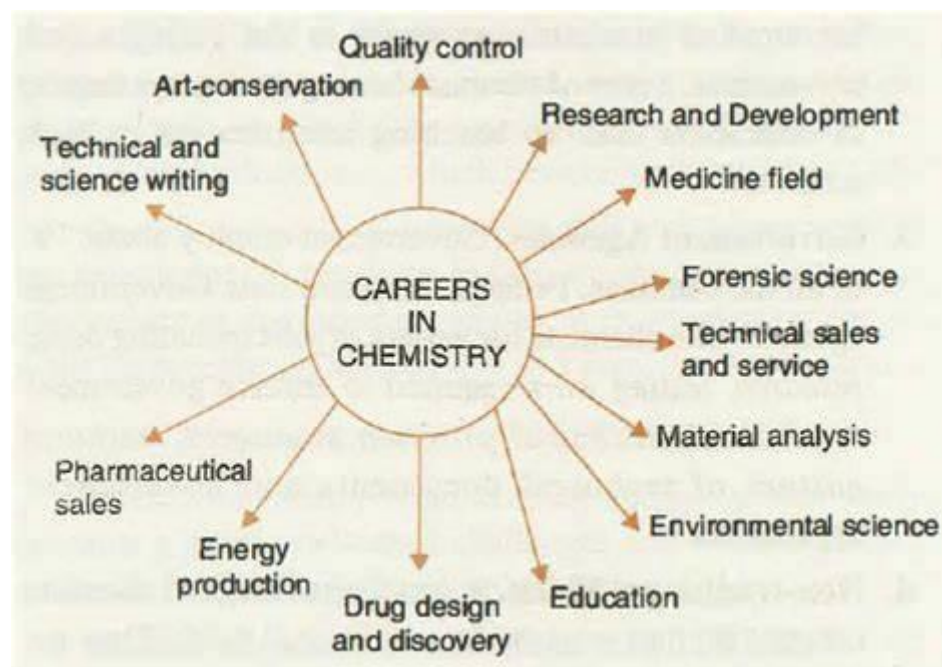 Quality control
Art-conservation
Research and Development
Technical and
science writing
Medicine field
Forensic science
CAREERS
IN
CHEMISTRY
Technical sales
and service
Material analysis
Pharmaceutical
sales
Environmental science
Energy
production
Education
Drug design
and discovery